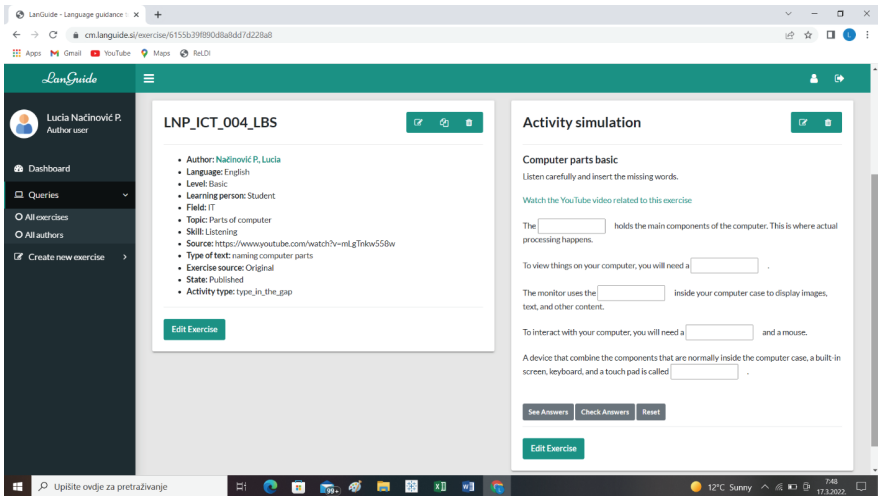 LanGuide - Language guidance
cm.languide.si/exercise/6155b39f890d8a8dd7d228a8
Apps Gmail YouTube Maps ReLDI
LanGuide
Lucia Načinović P.
Author user
Dashboard
Queries
All exercises
All authors
Create new exercise
LNP_ICT_004_LBS
Author: Načinović P., Lucia
Language: English
Level: Basic
Learning person: Student
Field: IT
Topic: Parts of computer
Skill: Listening
Source: https://www.youtube.com/watch?v=mLgTnkw558w
Type of text: naming computer parts
Exercise source: Original
State: Published
Activity type: type_in_the_gap
Edit Exercise
Activity simulation
Computer parts basic
Listen carefully and insert the missing words.
Watch the YouTube video related to this exercise
The holds the main components of the computer. This is where actual
processing happens.
To view things on your computer, you will need a .
The monitor uses the inside your computer case to display images,
text, and other content.
To interact with your computer, you will need a and a mouse.
A device that combine the components that are normally inside the computer case, a built-in
screen, keyboard, and a touch pad is called .
See Answers Check Answers Reset
Edit Exercise
Upišite ovdje za pretraživanje
99+
12°C Sunny
7:48
17.3.2022.